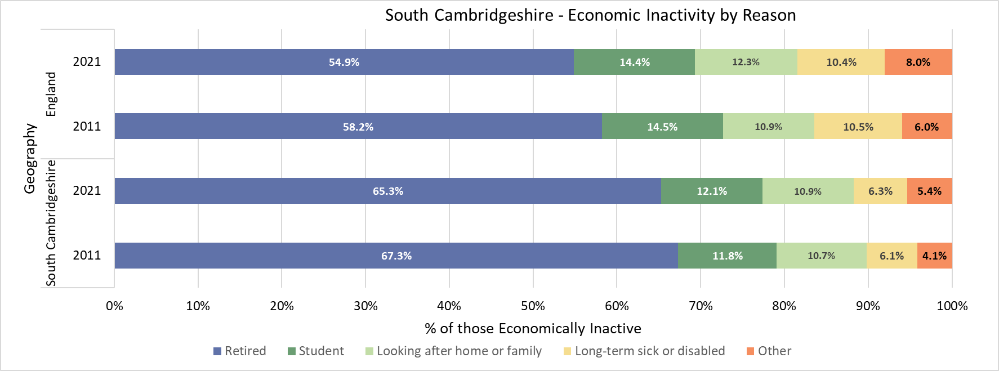 South Cambridgeshire - Economic Inactivity by Reason
Geography
England
2021
54.9% 14.4% 12.3% 10.4% 8.0%
2011
58.2% 14.5% 10.9% 10.5% 6.0%
South Cambridgeshire
2021
65.3% 12.1% 10.9% 6.3% 5.4%
2011
67.3% 11.8% 10.7% 6.1% 4.1%
0% 10% 20% 30% 40% 50% 60% 70% 80% 90% 100%
% of those Economically Inactive
Retired Student Looking after home or family Long-term sick or disabled Other